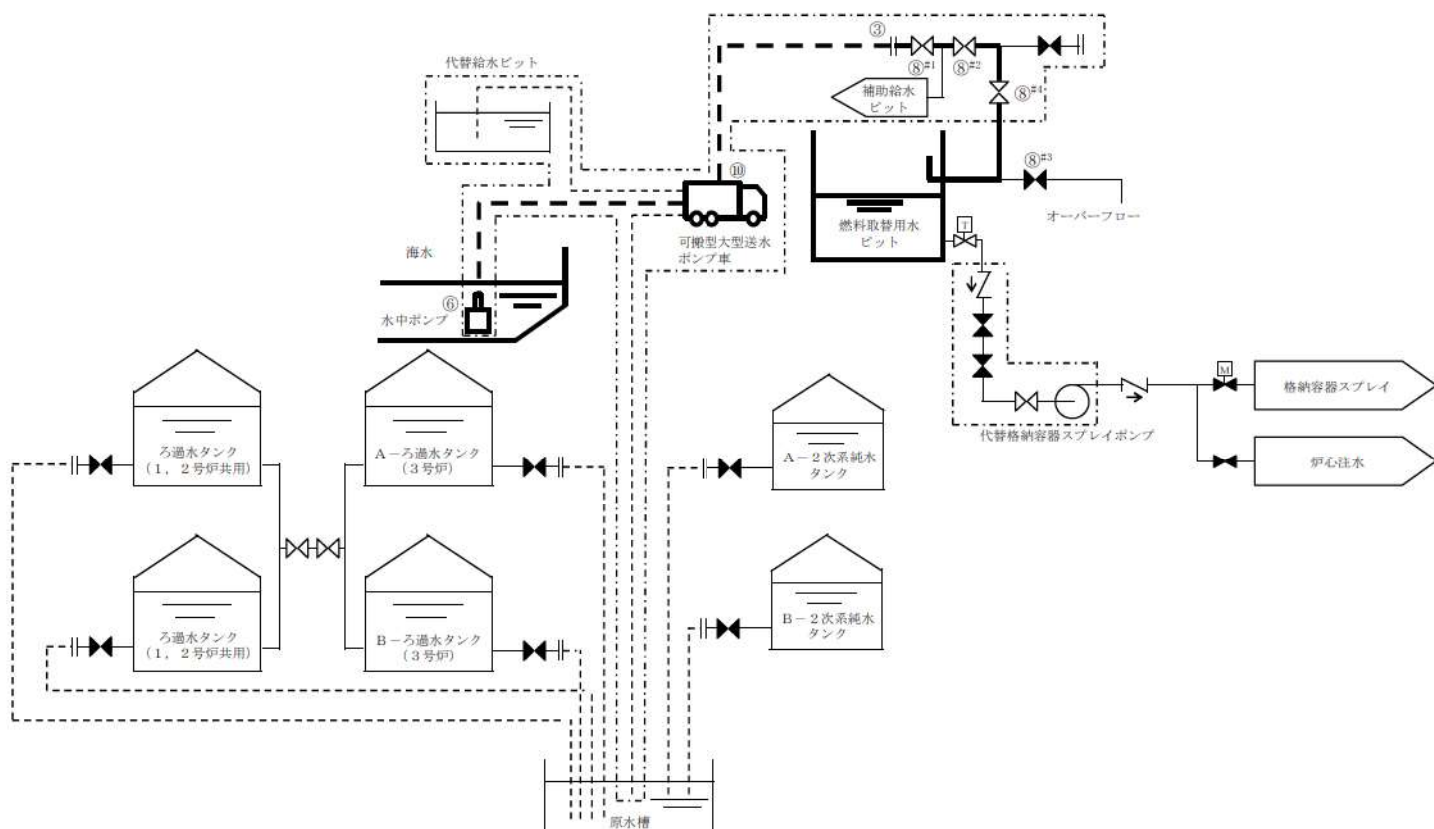 代替給水ピット
③
⑧#1
⑧#2
⑧#4
補助給水
ピット
⑩
⑧#3
オーバーフロー
燃料取替用水
ピット
T
可搬型大型送水
ポンプ車
海水
⑥
水中ポンプ
M
格納容器スプレイ
代替格納容器スプレイポンプ
炉心注水
ろ過水タンク
(1,2号炉共用)
A-ろ過水タンク
(3号炉)
A-2次系純水
タンク
ろ過水タンク
(1,2号炉共用)
B-ろ過水タンク
(3号炉)
B-2次系純水
タンク
原水槽